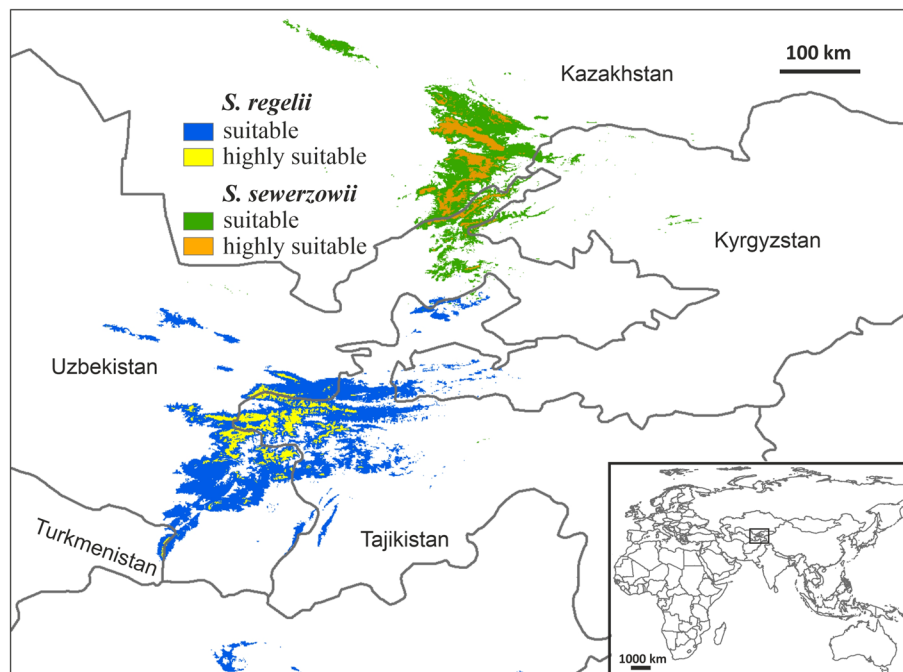 100 km
Kazakhstan
S. regelii
suitable
highly suitable
S. sewerzowii
suitable
highly suitable
Kyrgyzstan
Uzbekistan
Turkmenistan
Tajikistan
1000 km